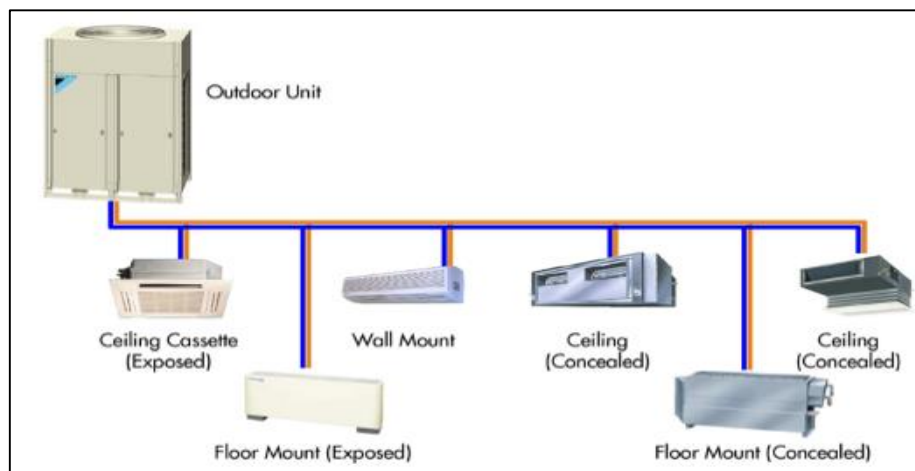 Outdoor Unit
Ceiling Cassette
(Exposed)
Wall Mount
Ceiling
(Concealed)
Ceiling
(Concealed)
Floor Mount (Exposed)
Floor Mount (Concealed)